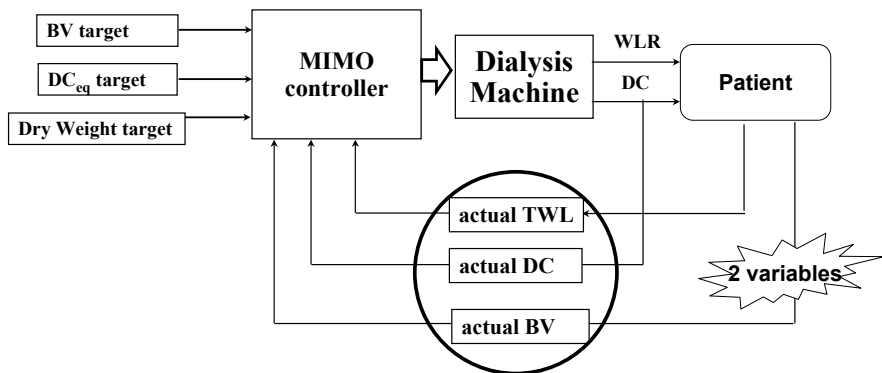 BV target
DCeq target
Dry Weight target
MIMO
controller
Dialysis
Machine
WLR
DC
Patient
actual TWL
actual DC
actual BV
2 variables